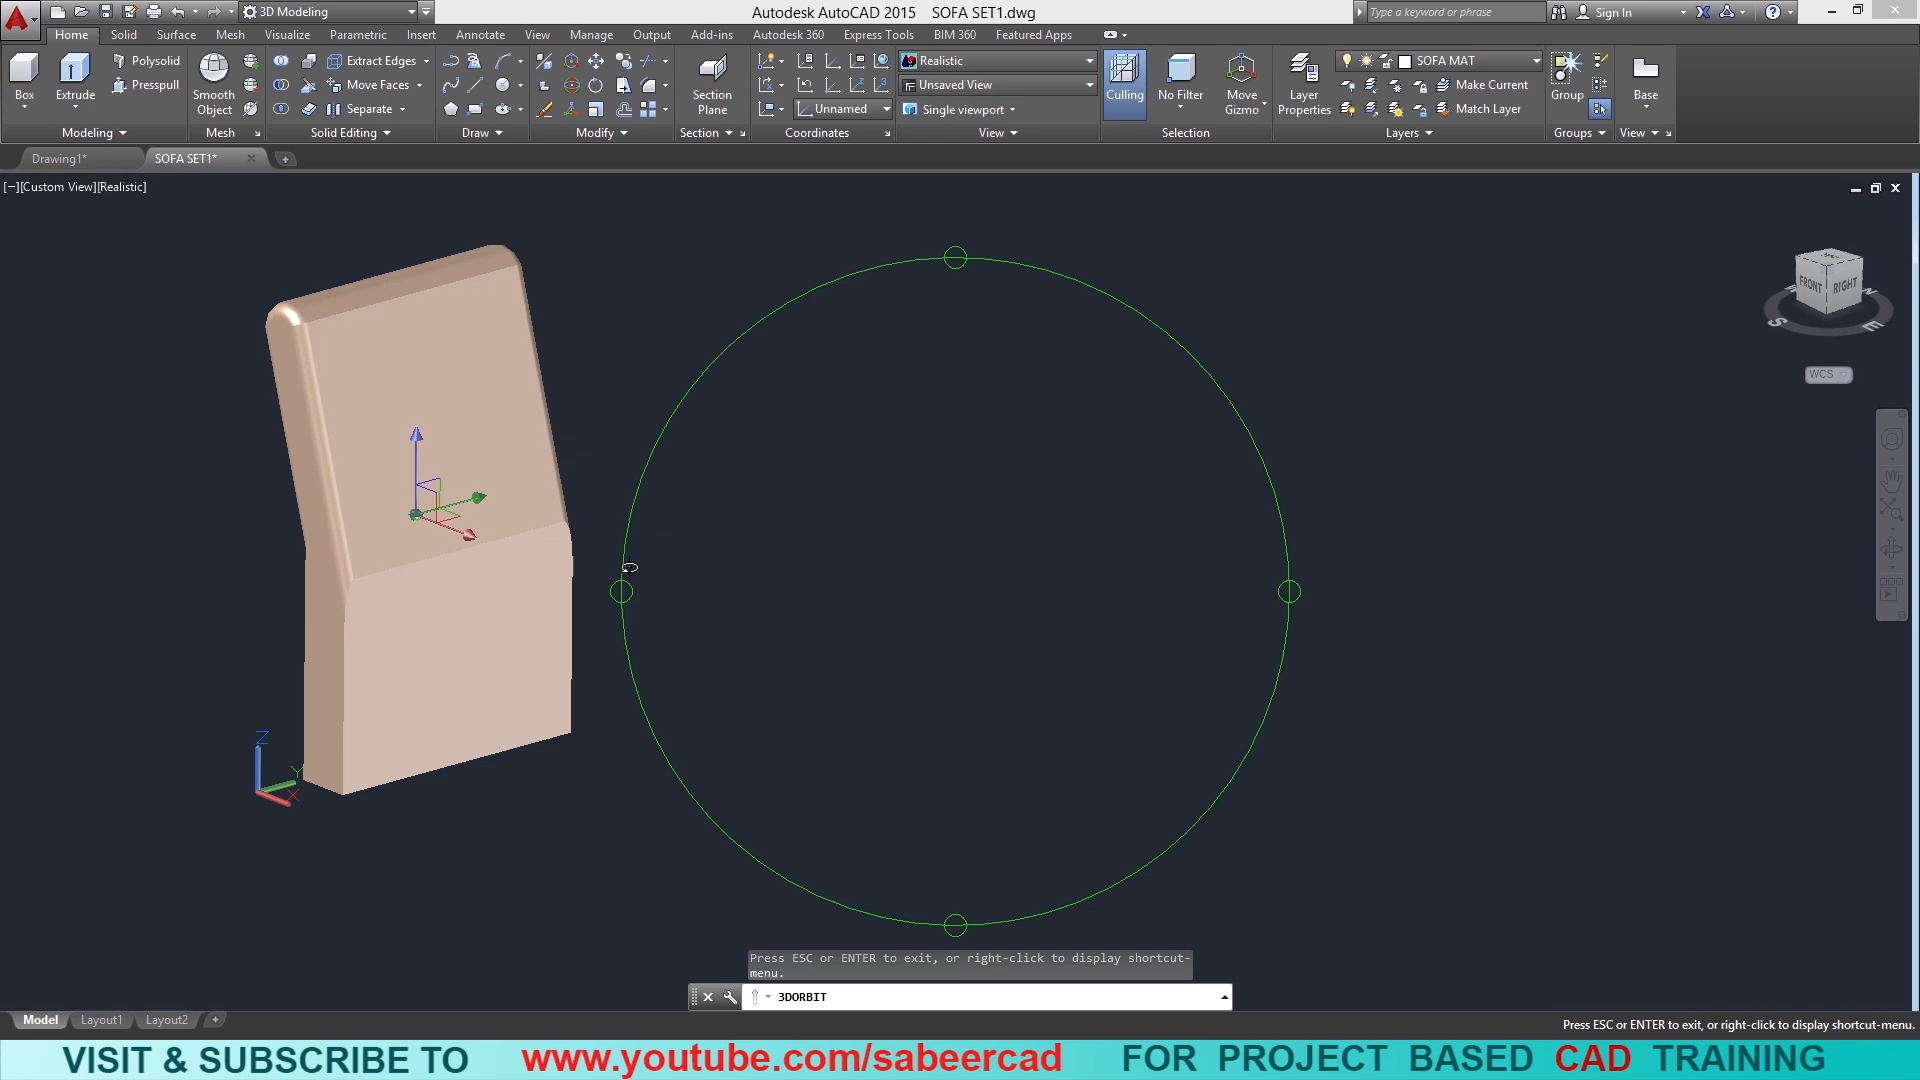 3D Modeling
Autodesk AutoCAD 2015 SOFA SET1.dwg
Type a keyword or phrase
Sign In
Home Solid Surface Mesh Visualize Parametric Insert Annotate View Manage Output Add-ins Autodesk 360 Express Tools BIM 360 Featured Apps
Box
Extrude
Polysolid
Presspull
Modeling
Smooth Object
Mesh
Extract Edges
Move Faces
Separate
Solid Editing
Draw
Modify
Section Plane
Section
Unnamed
Coordinates
Realistic
Unsaved View
Single viewport
View
Culling
No Filter
Move Gizmo
Selection
Layer Properties
SOFA MAT
Make Current
Match Layer
Layers
Group
Groups
Base
View
Drawing1*
SOFA SET1*
[−][Custom View][Realistic]
FRONT RIGHT
S E
WCS
Z
Y
X
Press ESC or ENTER to exit, or right-click to display shortcut-
menu.
3DORBIT
Model Layout1 Layout2
Press ESC or ENTER to exit, or right-click to display shortcut-menu.
VISIT & SUBSCRIBE TO www.youtube.com/sabeercad FOR PROJECT BASED CAD TRAINING